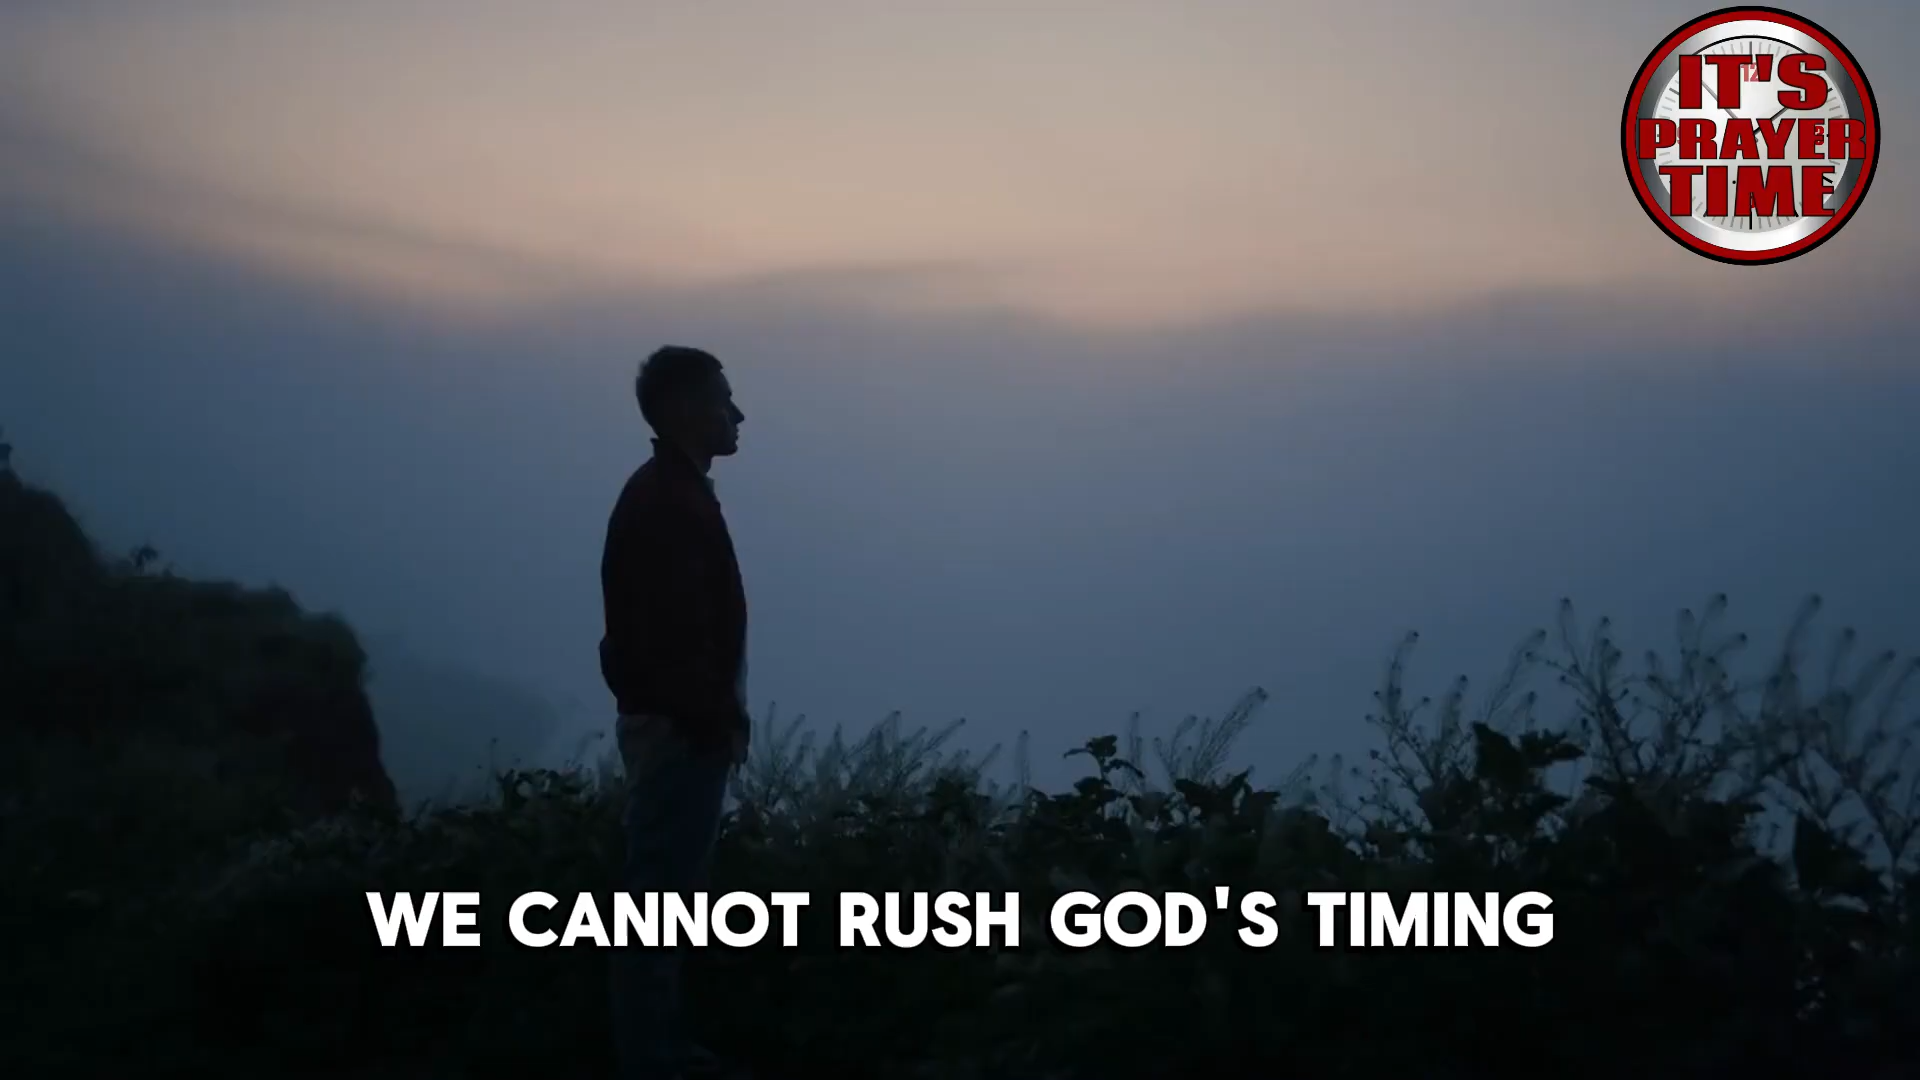 IT'S
PRAYER
TIME
WE CANNOT RUSH GOD'S TIMING